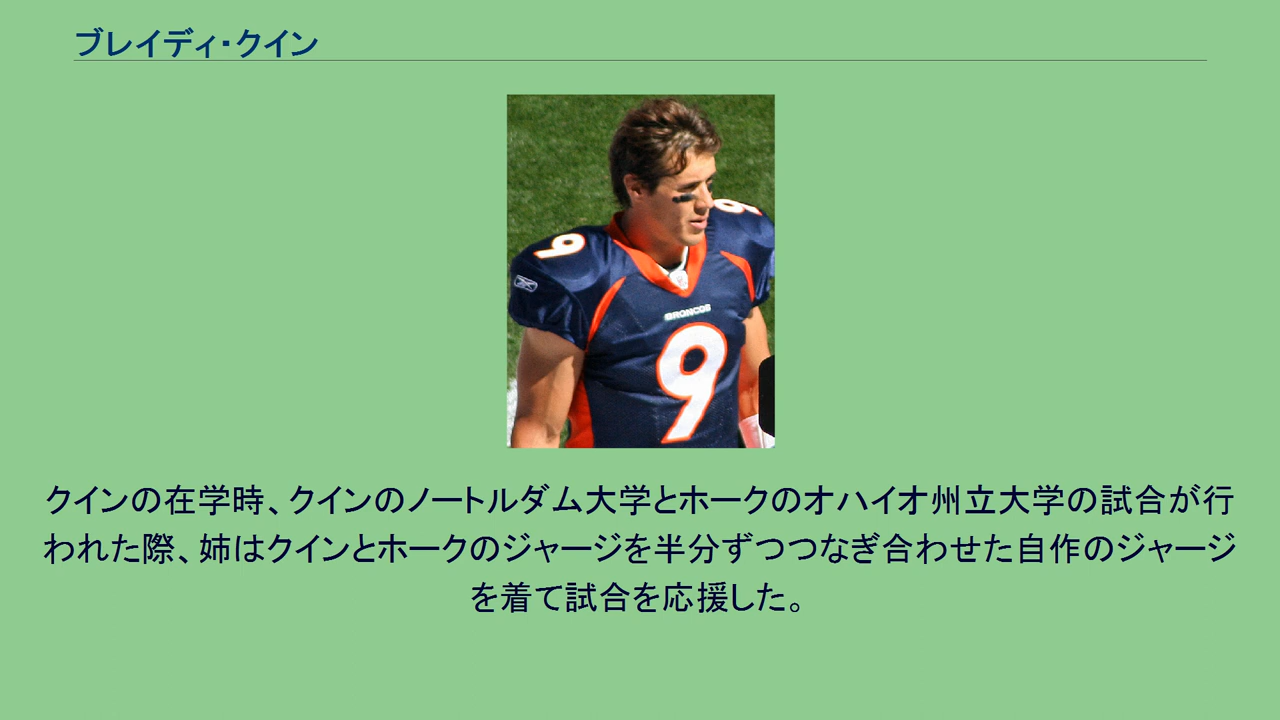 ブレイディ・クイン
9
9
BRONCOS
9
クインの在学時、クインのノートルダム大学とホークのオハイオ州立大学の試合が行
われた際、姉はクインとホークのジャージを半分ずつつなぎ合わせた自作のジャージ
を着て試合を応援した。